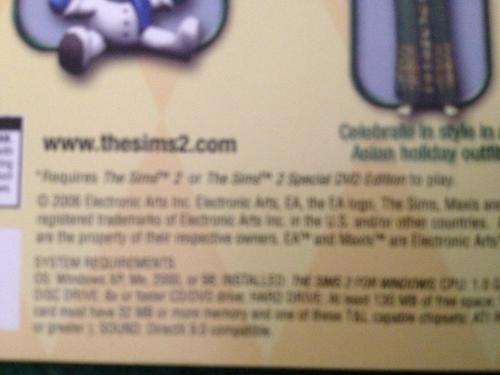 Celebrate in style in
Asian holiday outfit
www.thesims2.com
*Requires The Sims™ 2 or The Sims™ 2 Special DVD Edition to play.
© 2006 Electronic Arts Inc. Electronic Arts, EA, the EA logo, The Sims, Maxis are
registered trademarks of Electronic Arts Inc. in the U.S. and/or other countries.
are the property of their respective owners. EA™ and Maxis™ are Electronic Arts
SYSTEM REQUIREMENTS
OS: Windows XP, Me, 2000, or 98. INSTALLED: THE SIMS 2 FOR WINDOWS CPU: 1.0 G
DISC DRIVE: 8x or faster CD/DVD drive. HARD DRIVE: At least 130 MB of free space.
card must have 32 MB or more memory and one of these T&L capable chipsets: ATI
or greater ). SOUND: DirectX 9.0 compatible.